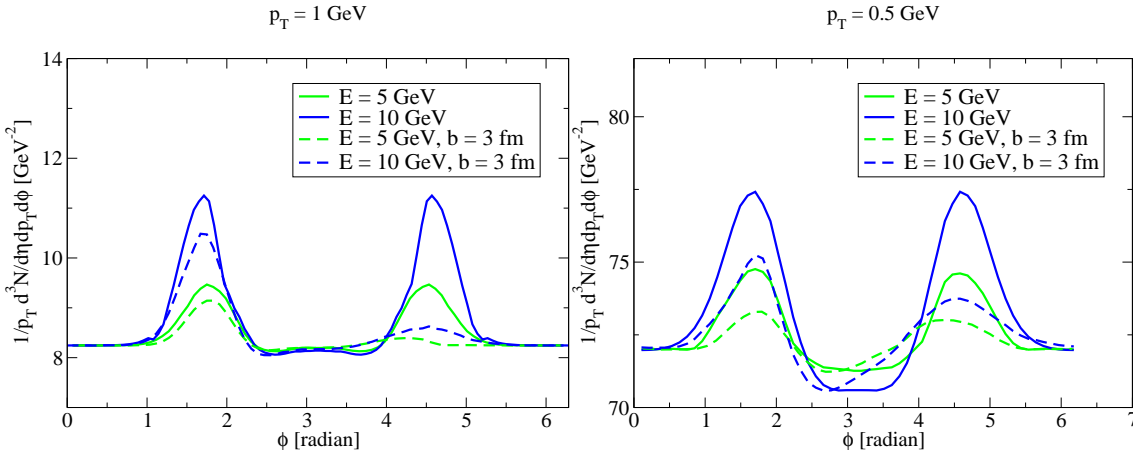 p_T = 1 GeV
1/p_T d^3N/dηdp_Tdϕ [GeV^-2]
14
12
10
8
E = 5 GeV
E = 10 GeV
E = 5 GeV, b = 3 fm
E = 10 GeV, b = 3 fm
0 1 2 3 4 5 6
ϕ [radian]
p_T = 0.5 GeV
1/p_T d^3N/dηdp_Tdϕ [GeV^-2]
80
75
70
E = 5 GeV
E = 10 GeV
E = 5 GeV, b = 3 fm
E = 10 GeV, b = 3 fm
0 1 2 3 4 5 6 7
ϕ [radian]